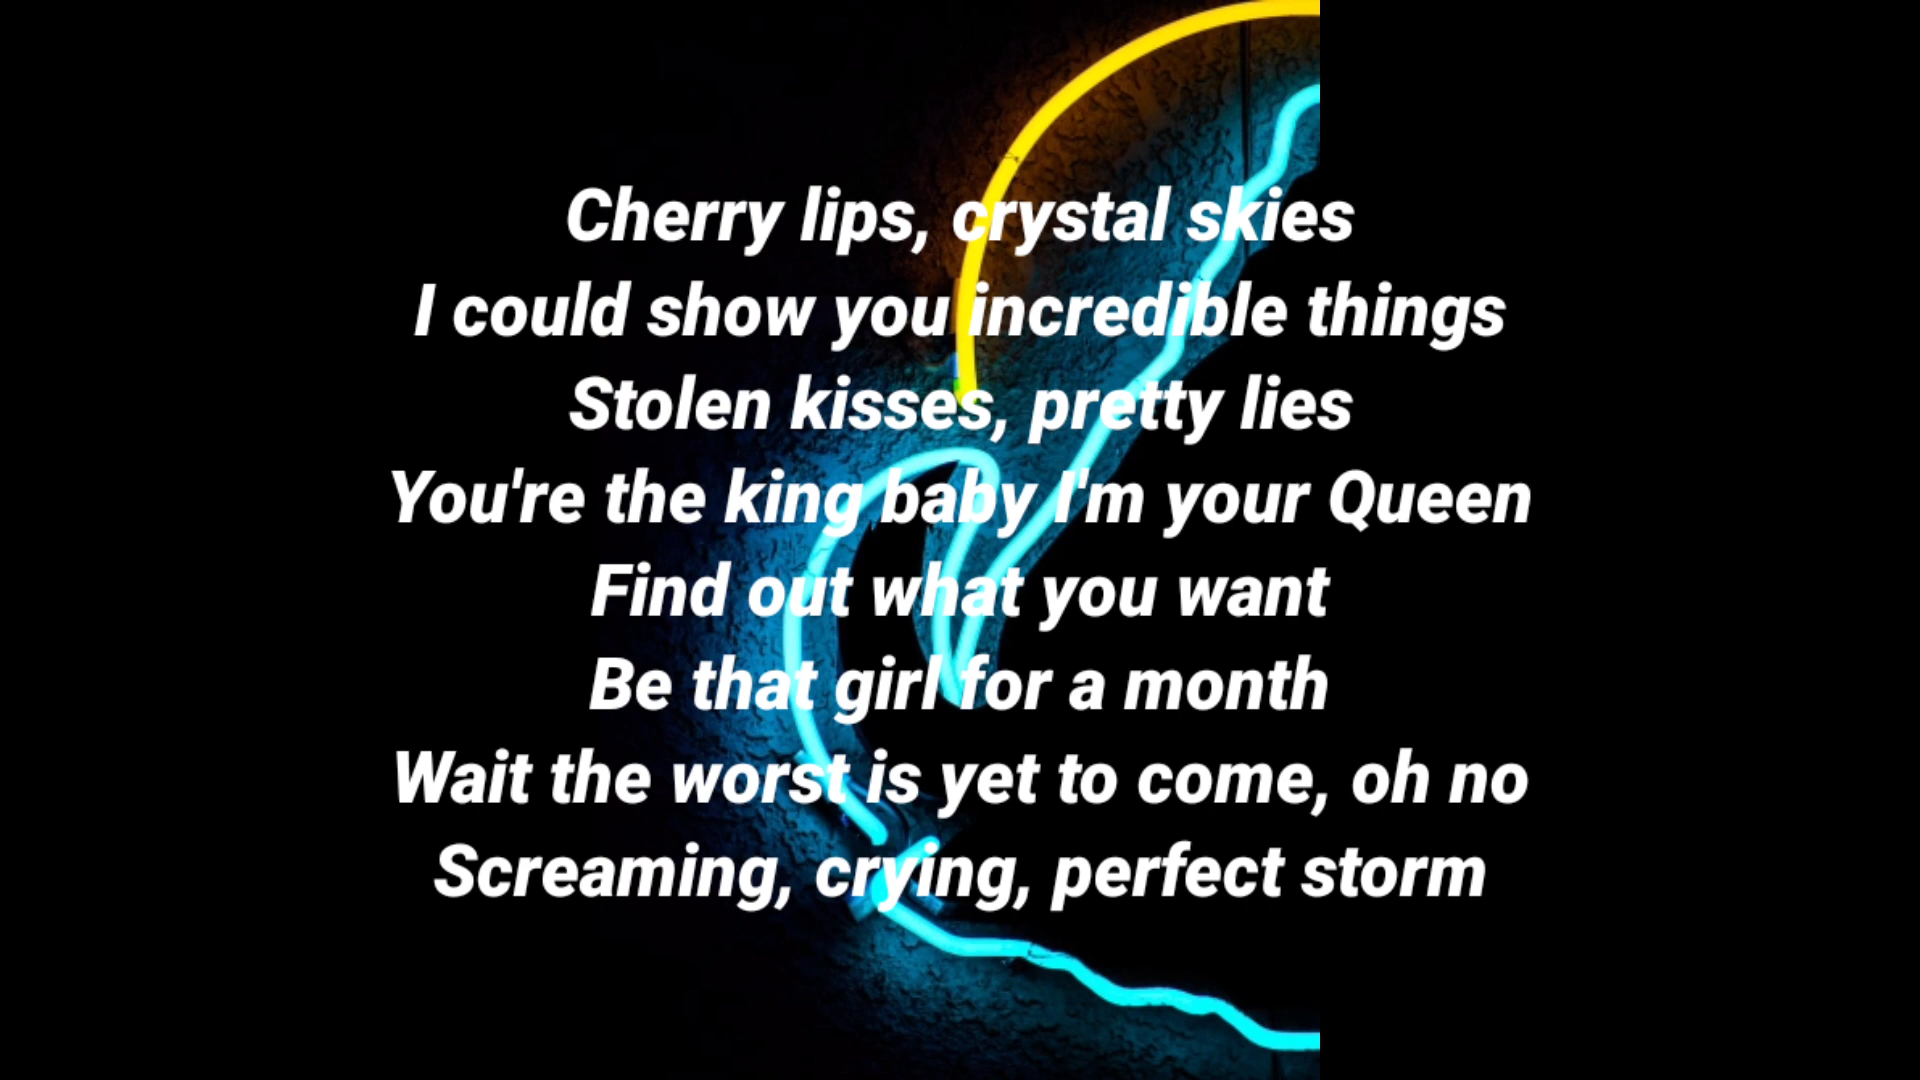 Cherry lips, crystal skies
I could show you incredible things
Stolen kisses, pretty lies
You're the king baby I'm your Queen
Find out what you want
Be that girl for a month
Wait the worst is yet to come, oh no
Screaming, crying, perfect storm